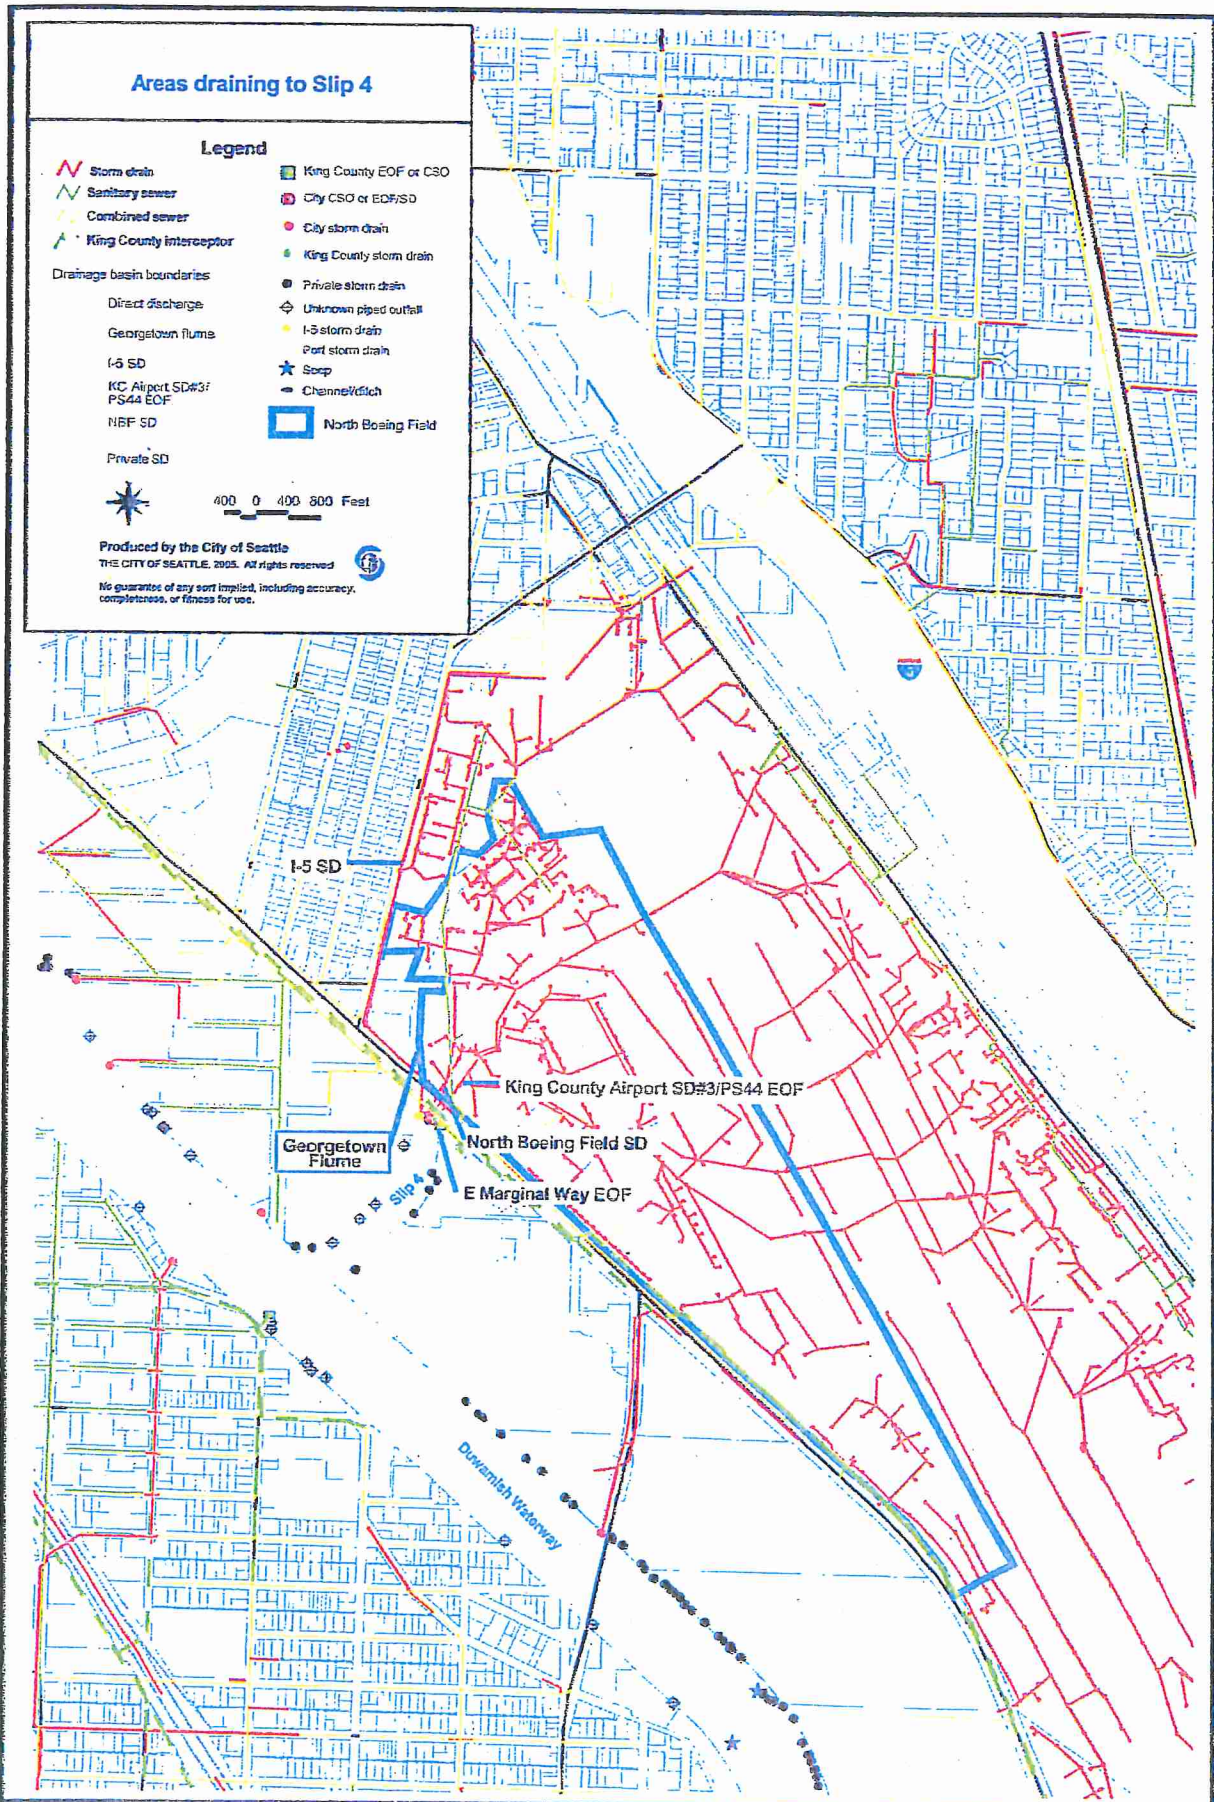 Areas draining to Slip 4
Legend
Storm drain
Sanitary sewer
Combined sewer
King County interceptor
Drainage basin boundaries
Direct discharge
Georgetown flume
I-5 SD
KC Airport SD#3/
PS44 EOF
NBF SD
Private SD
King County EOF or CSO
City CSO or EOF/SD
City storm drain
King County storm drain
Private storm drain
Unknown piped outfall
I-5 storm drain
Port storm drain
Seep
Channel/ditch
North Boeing Field
400 0 400 800 Feet
Produced by the City of Seattle
THE CITY OF SEATTLE, 2005. All rights reserved
No guarantee of any sort implied, including accuracy,
completeness, or fitness for use.
I-5 SD
King County Airport SD#3/PS44 EOF
Georgetown
Flume
North Boeing Field SD
Slip 4
E Marginal Way EOF
Duwamish Waterway